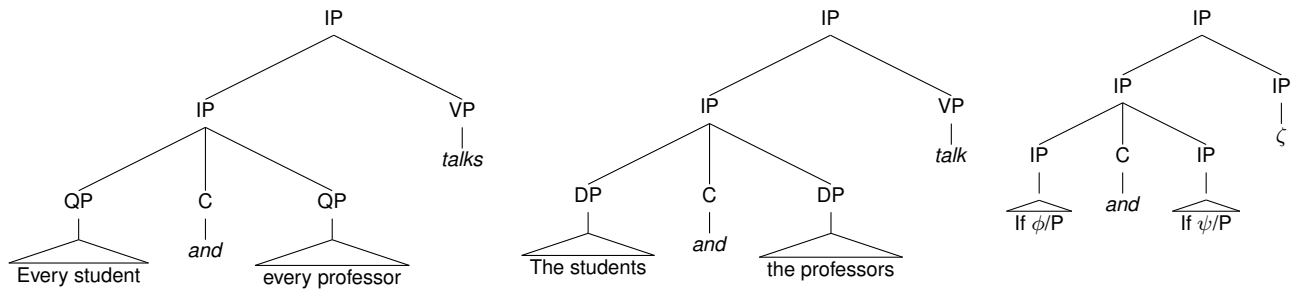 IP
IP
VP
talks
QP
C
QP
and
Every student
every professor
IP
IP
VP
talk
DP
C
DP
and
The students
the professors
IP
IP
IP
ζ
IP
C
IP
If ϕ/P
and
If ψ/P